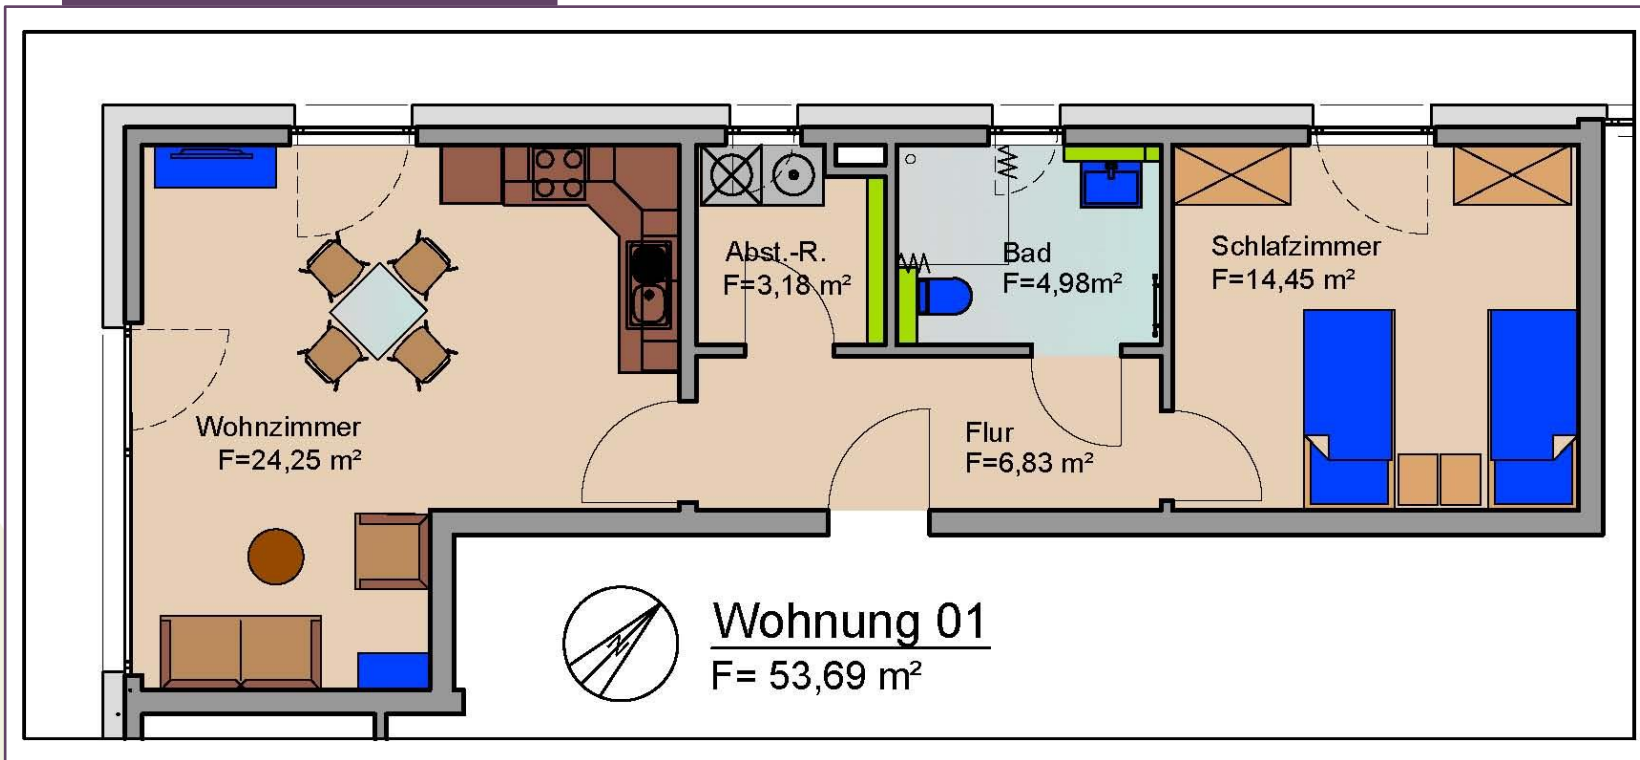 Abst.-R.
F=3,18 m²
Bad
F=4,98m²
Schlafzimmer
F=14,45 m²
Wohnzimmer
F=24,25 m²
Flur
F=6,83 m²
N
Wohnung 01
F= 53,69 m²